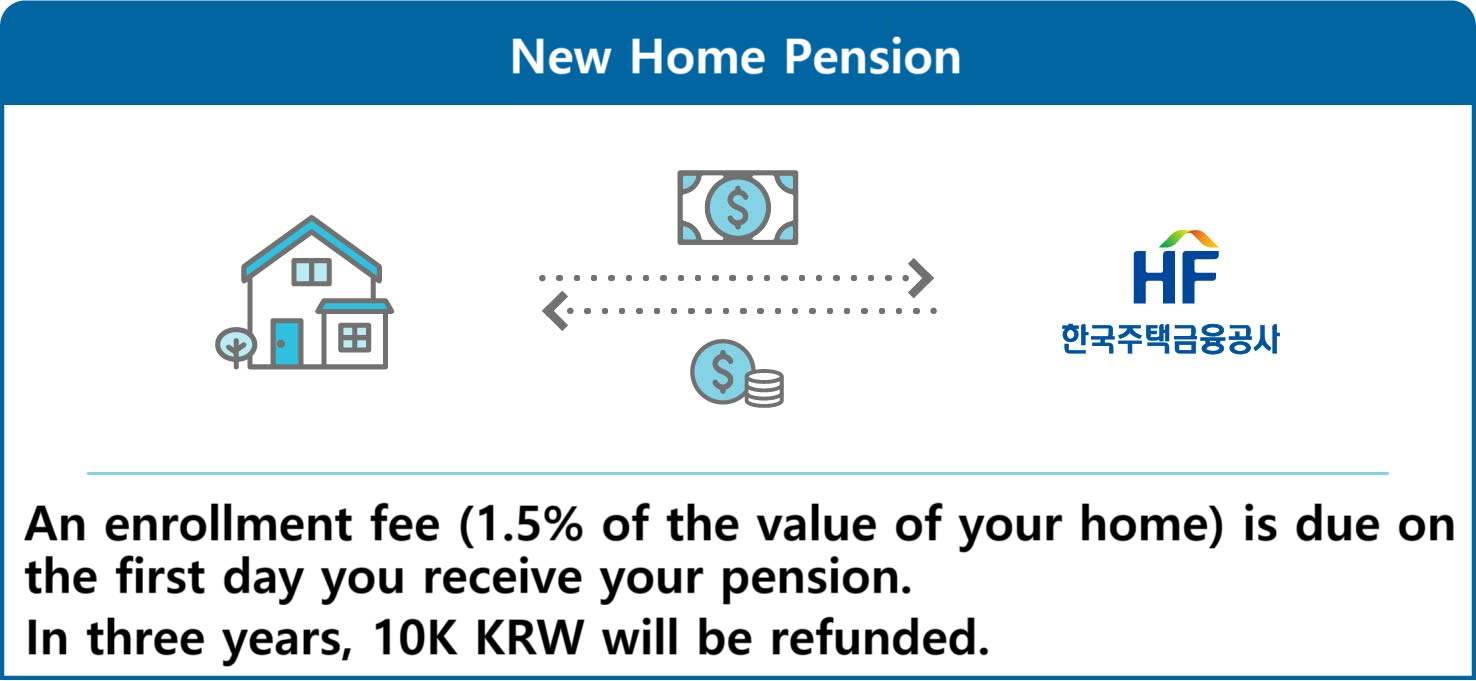 New Home Pension
$
HF
한국주택금융공사
$
An enrollment fee (1.5% of the value of your home) is due on
the first day you receive your pension.
In three years, 10K KRW will be refunded.